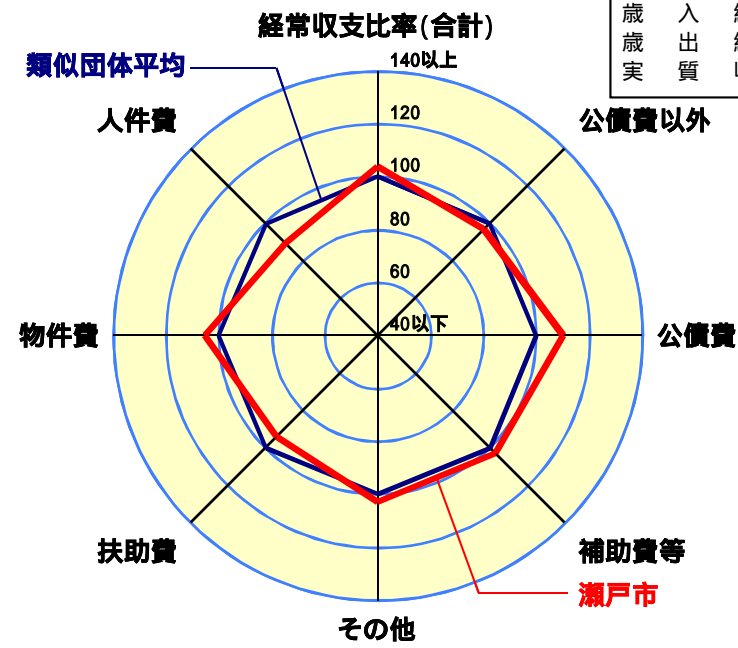 経常収支比率(合計)
歳 入
歳 出
実 質
類似団体平均
140以上
人件費
120
公債費以外
100
80
60
40以下
物件費
公債費
扶助費
補助費等
瀬戸市
その他